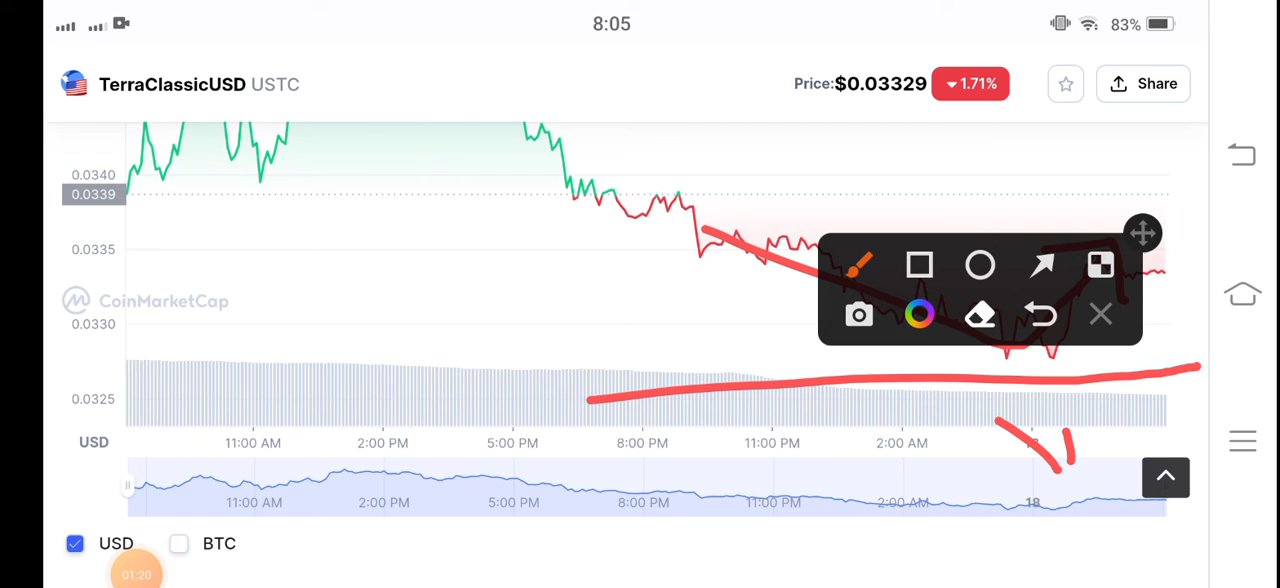 8:05
83%
TerraClassicUSD USTC
Price:$0.03329 1.71%
Share
0.0340
0.0339
0.0335
CoinMarketCap
0.0330
0.0325
USD
11:00 AM 2:00 PM 5:00 PM 8:00 PM 11:00 PM 2:00 AM
11:00 AM 2:00 PM 5:00 PM 8:00 PM 11:00 PM 2:00 AM 18
USD BTC
01:20